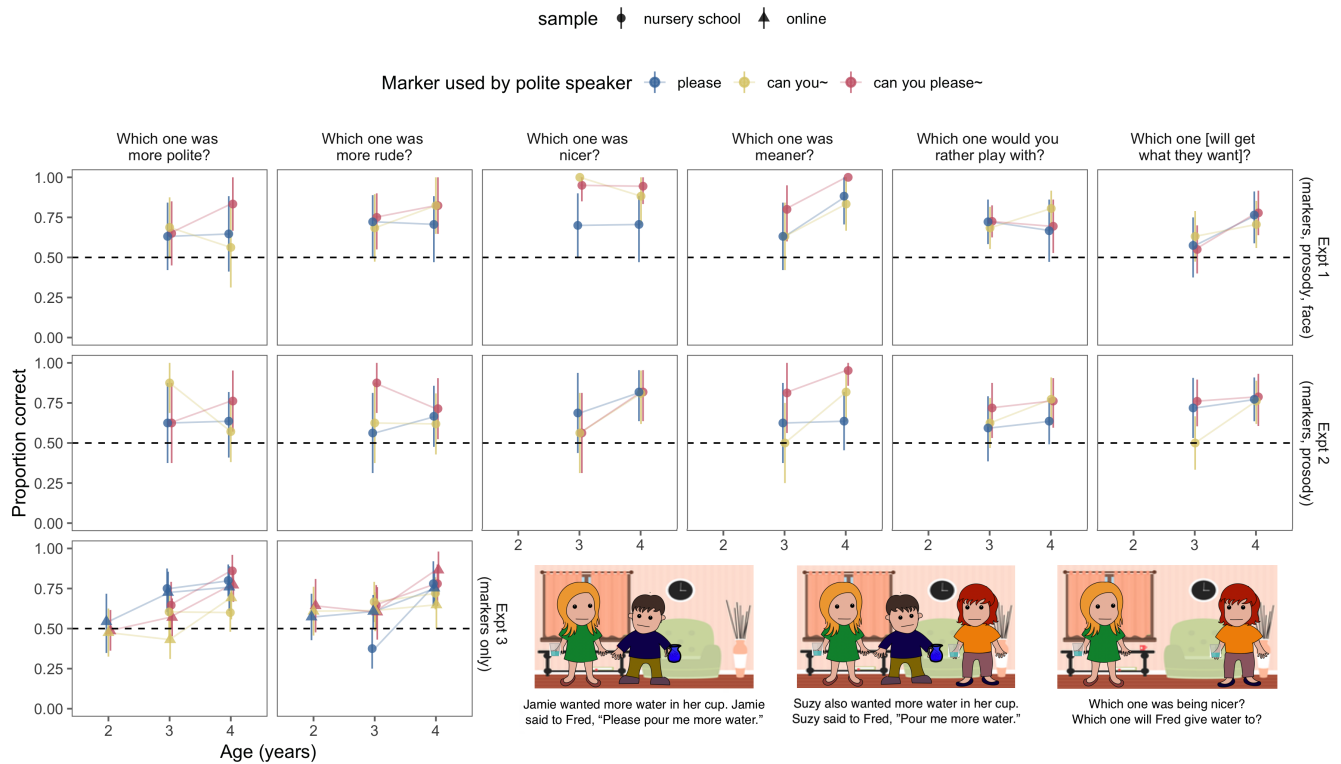 sample nursery school online
Marker used by polite speaker please can you~ can you please~
Which one was
more polite?
Which one was
more rude?
Which one was
nicer?
Which one was
meaner?
Which one would you
rather play with?
Which one [will get
what they want]?
1.00
0.75
0.50
0.25
0.00
Expt 1
(markers, prosody, face)
Proportion correct
1.00
0.75
0.50
0.25
0.00
Expt 2
(markers, prosody)
2 3 4
2 3 4
2 3 4
2 3 4
1.00
0.75
0.50
0.25
0.00
Expt 3
(markers only)
2 3 4
2 3 4
Age (years)
Jamie wanted more water in her cup. Jamie
said to Fred, “Please pour me more water.”
Suzy also wanted more water in her cup.
Suzy said to Fred, ”Pour me more water.”
Which one was being nicer?
Which one will Fred give water to?